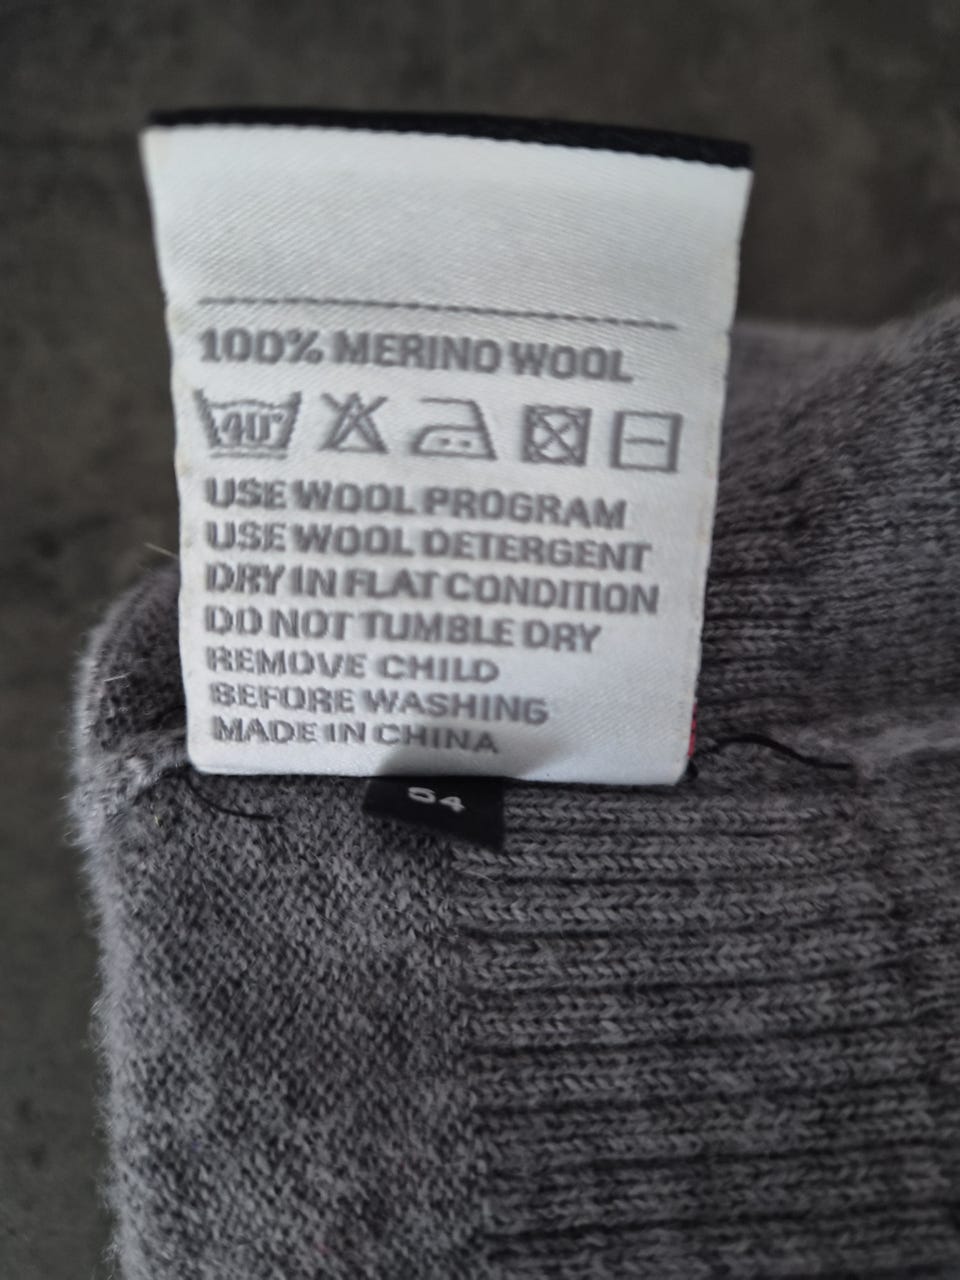 100% MERINO WOOL
40°
USE WOOL PROGRAM
USE WOOL DETERGENT
DRY IN FLAT CONDITION
DO NOT TUMBLE DRY
REMOVE CHILD
BEFORE WASHING
MADE IN CHINA
54